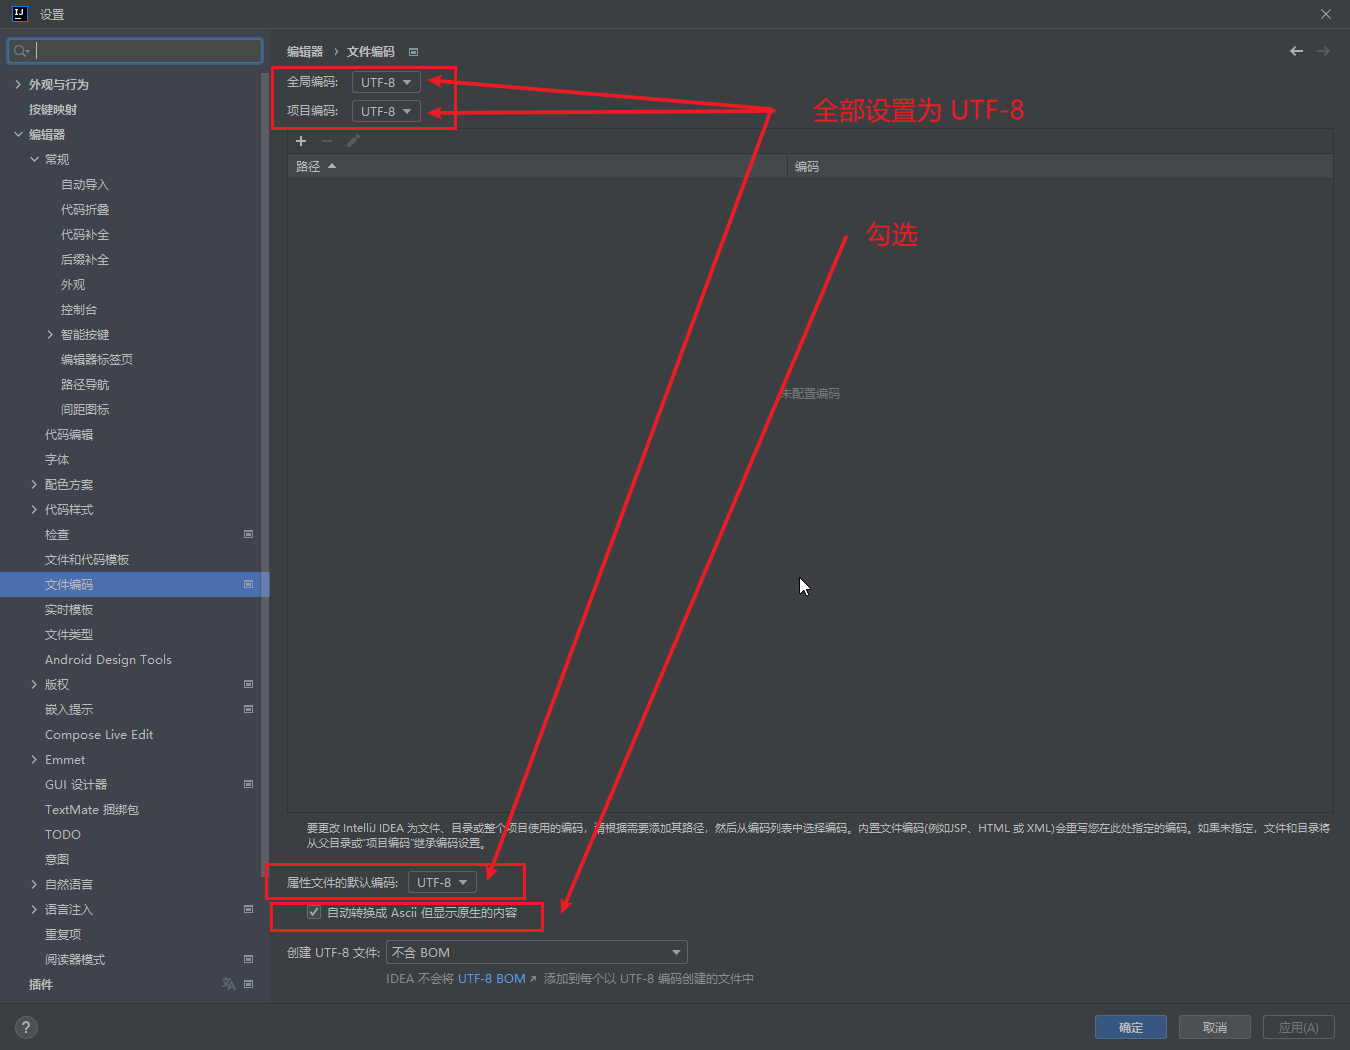 设置
编辑器 › 文件编码
外观与行为
按键映射
编辑器
常规
自动导入
代码折叠
代码补全
后缀补全
外观
控制台
智能按键
编辑器标签页
路径导航
间距图标
代码编辑
字体
配色方案
代码样式
检查
文件和代码模板
文件编码
实时模板
文件类型
Android Design Tools
版权
嵌入提示
Compose Live Edit
Emmet
GUI 设计器
TextMate 捆绑包
TODO
意图
自然语言
语言注入
重复项
阅读器模式
插件
全局编码: UTF-8
项目编码: UTF-8
全部设置为 UTF-8
路径 编码
勾选
未配置编码
要更改 IntelliJ IDEA 为文件、目录或整个项目使用的编码，请根据需要添加其路径，然后从编码列表中选择编码。内置文件编码(例如JSP、HTML 或 XML)会重写您在此处指定的编码。如果未指定，文件和目录将
从父目录或"项目编码"继承编码设置。
属性文件的默认编码: UTF-8
自动转换成 Ascii 但显示原生的内容
创建 UTF-8 文件: 不含 BOM
IDEA 不会将 UTF-8 BOM 添加到每个以 UTF-8 编码创建的文件中
? 确定 取消 应用(A)